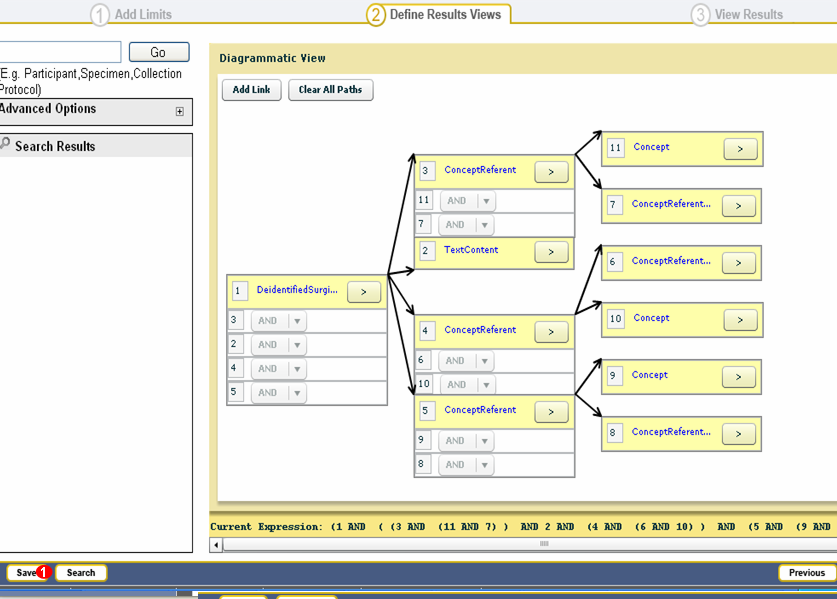 1 Add Limits
2 Define Results Views
3 View Results
Go
(E.g. Participant,Specimen,Collection
Protocol)
Advanced Options
Search Results
Diagrammatic View
Add Link
Clear All Paths
1 DeidentifiedSurgi... >
3 AND
2 AND
4 AND
5 AND
3 ConceptReferent >
11 AND
7 AND
2 TextContent >
4 ConceptReferent >
6 AND
10 AND
5 ConceptReferent >
9 AND
8 AND
11 Concept >
7 ConceptReferent... >
6 ConceptReferent... >
10 Concept >
9 Concept >
8 ConceptReferent... >
Current Expression: (1 AND ( (3 AND (11 AND 7) ) AND 2 AND (4 AND (6 AND 10) ) AND (5 AND (9 AND
Save 1
Search
Previous